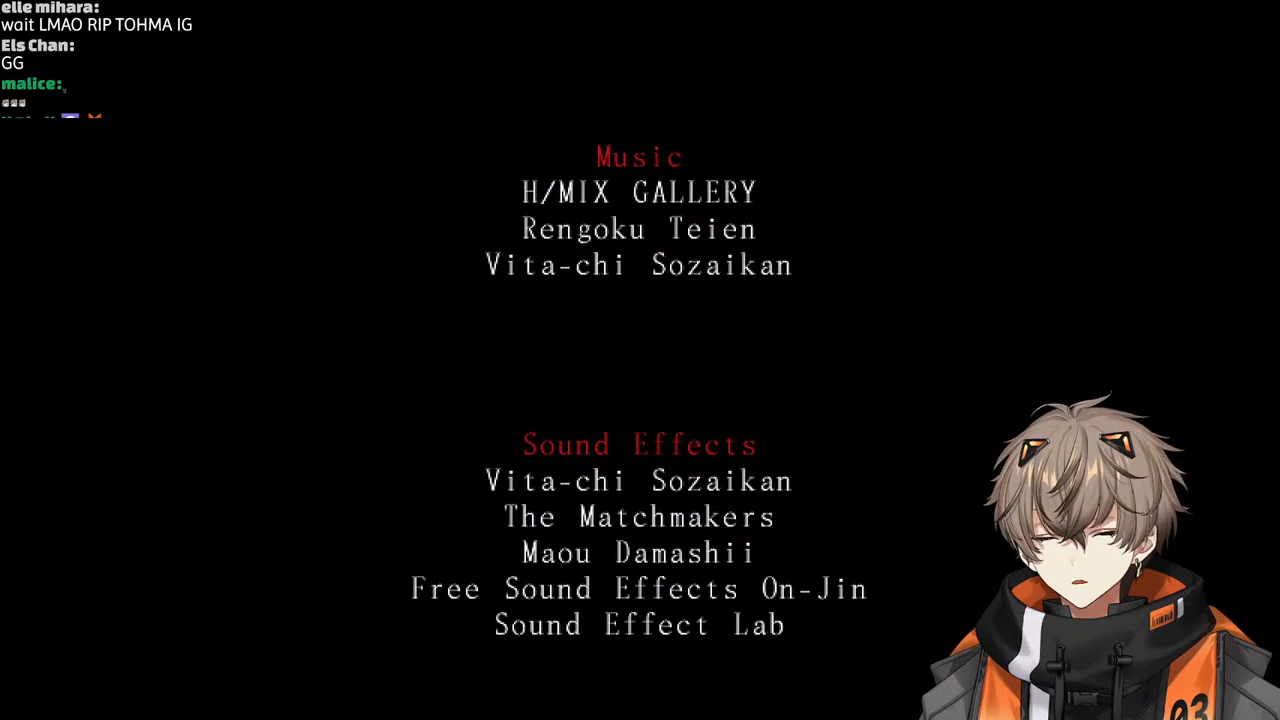 elle mihara:
wait LMAO RIP TOHMA IG
Els Chan:
GG
malice:
Music
H/MIX GALLERY
Rengoku Teien
Vita-chi Sozaikan
Sound Effects
Vita-chi Sozaikan
The Matchmakers
Maou Damashii
Free Sound Effects On-Jin
Sound Effect Lab
03